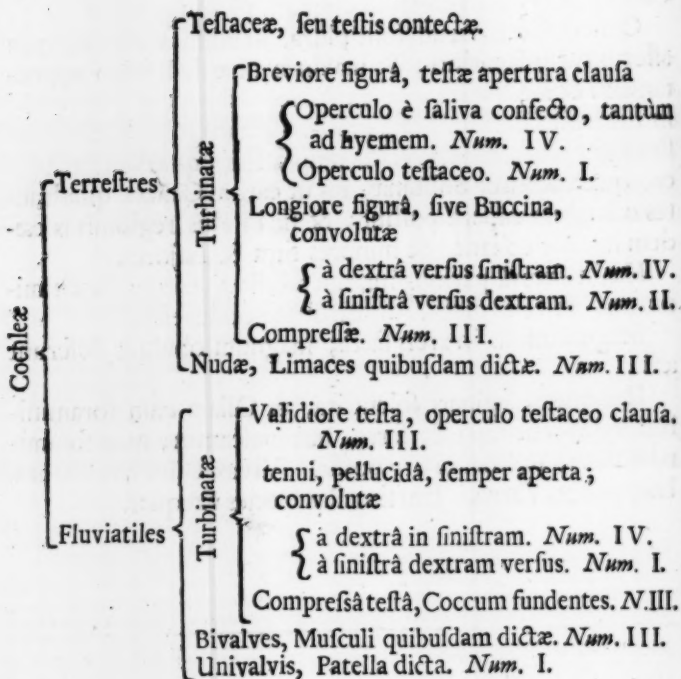 Cochleæ
Terreſtres
Teſtaceæ, ſeu teſtis contectæ.
Turbinatæ
Breviore figurâ, teſtæ apertura clauſa
Operculo è ſaliva confecto, tantùm
ad hyemem. Num. IV.
Operculo teſtaceo. Num. I.
Longiore figurâ, ſive Buccina,
convolutæ
à dextrâ verſus ſiniſtram. Num. IV.
à ſiniſtrâ verſus dextram. Num. II.
Compreſſæ. Num. III.
Nudæ, Limaces quibuſdam dictæ. Num. III.
Fluviatiles
Turbinatæ
Validiore teſta, operculo teſtaceo clauſa.
Num. III.
tenui, pellucidâ, ſemper aperta;
convolutæ
à dextrâ in ſiniſtram. Num. IV.
à ſiniſtrâ dextram verſus. Num. I.
Compreſsâ teſtâ, Coccum fundentes. N. III.
Bivalves, Muſculi quibuſdam dictæ. Num. III.
Univalvis, Patella dicta. Num. I.